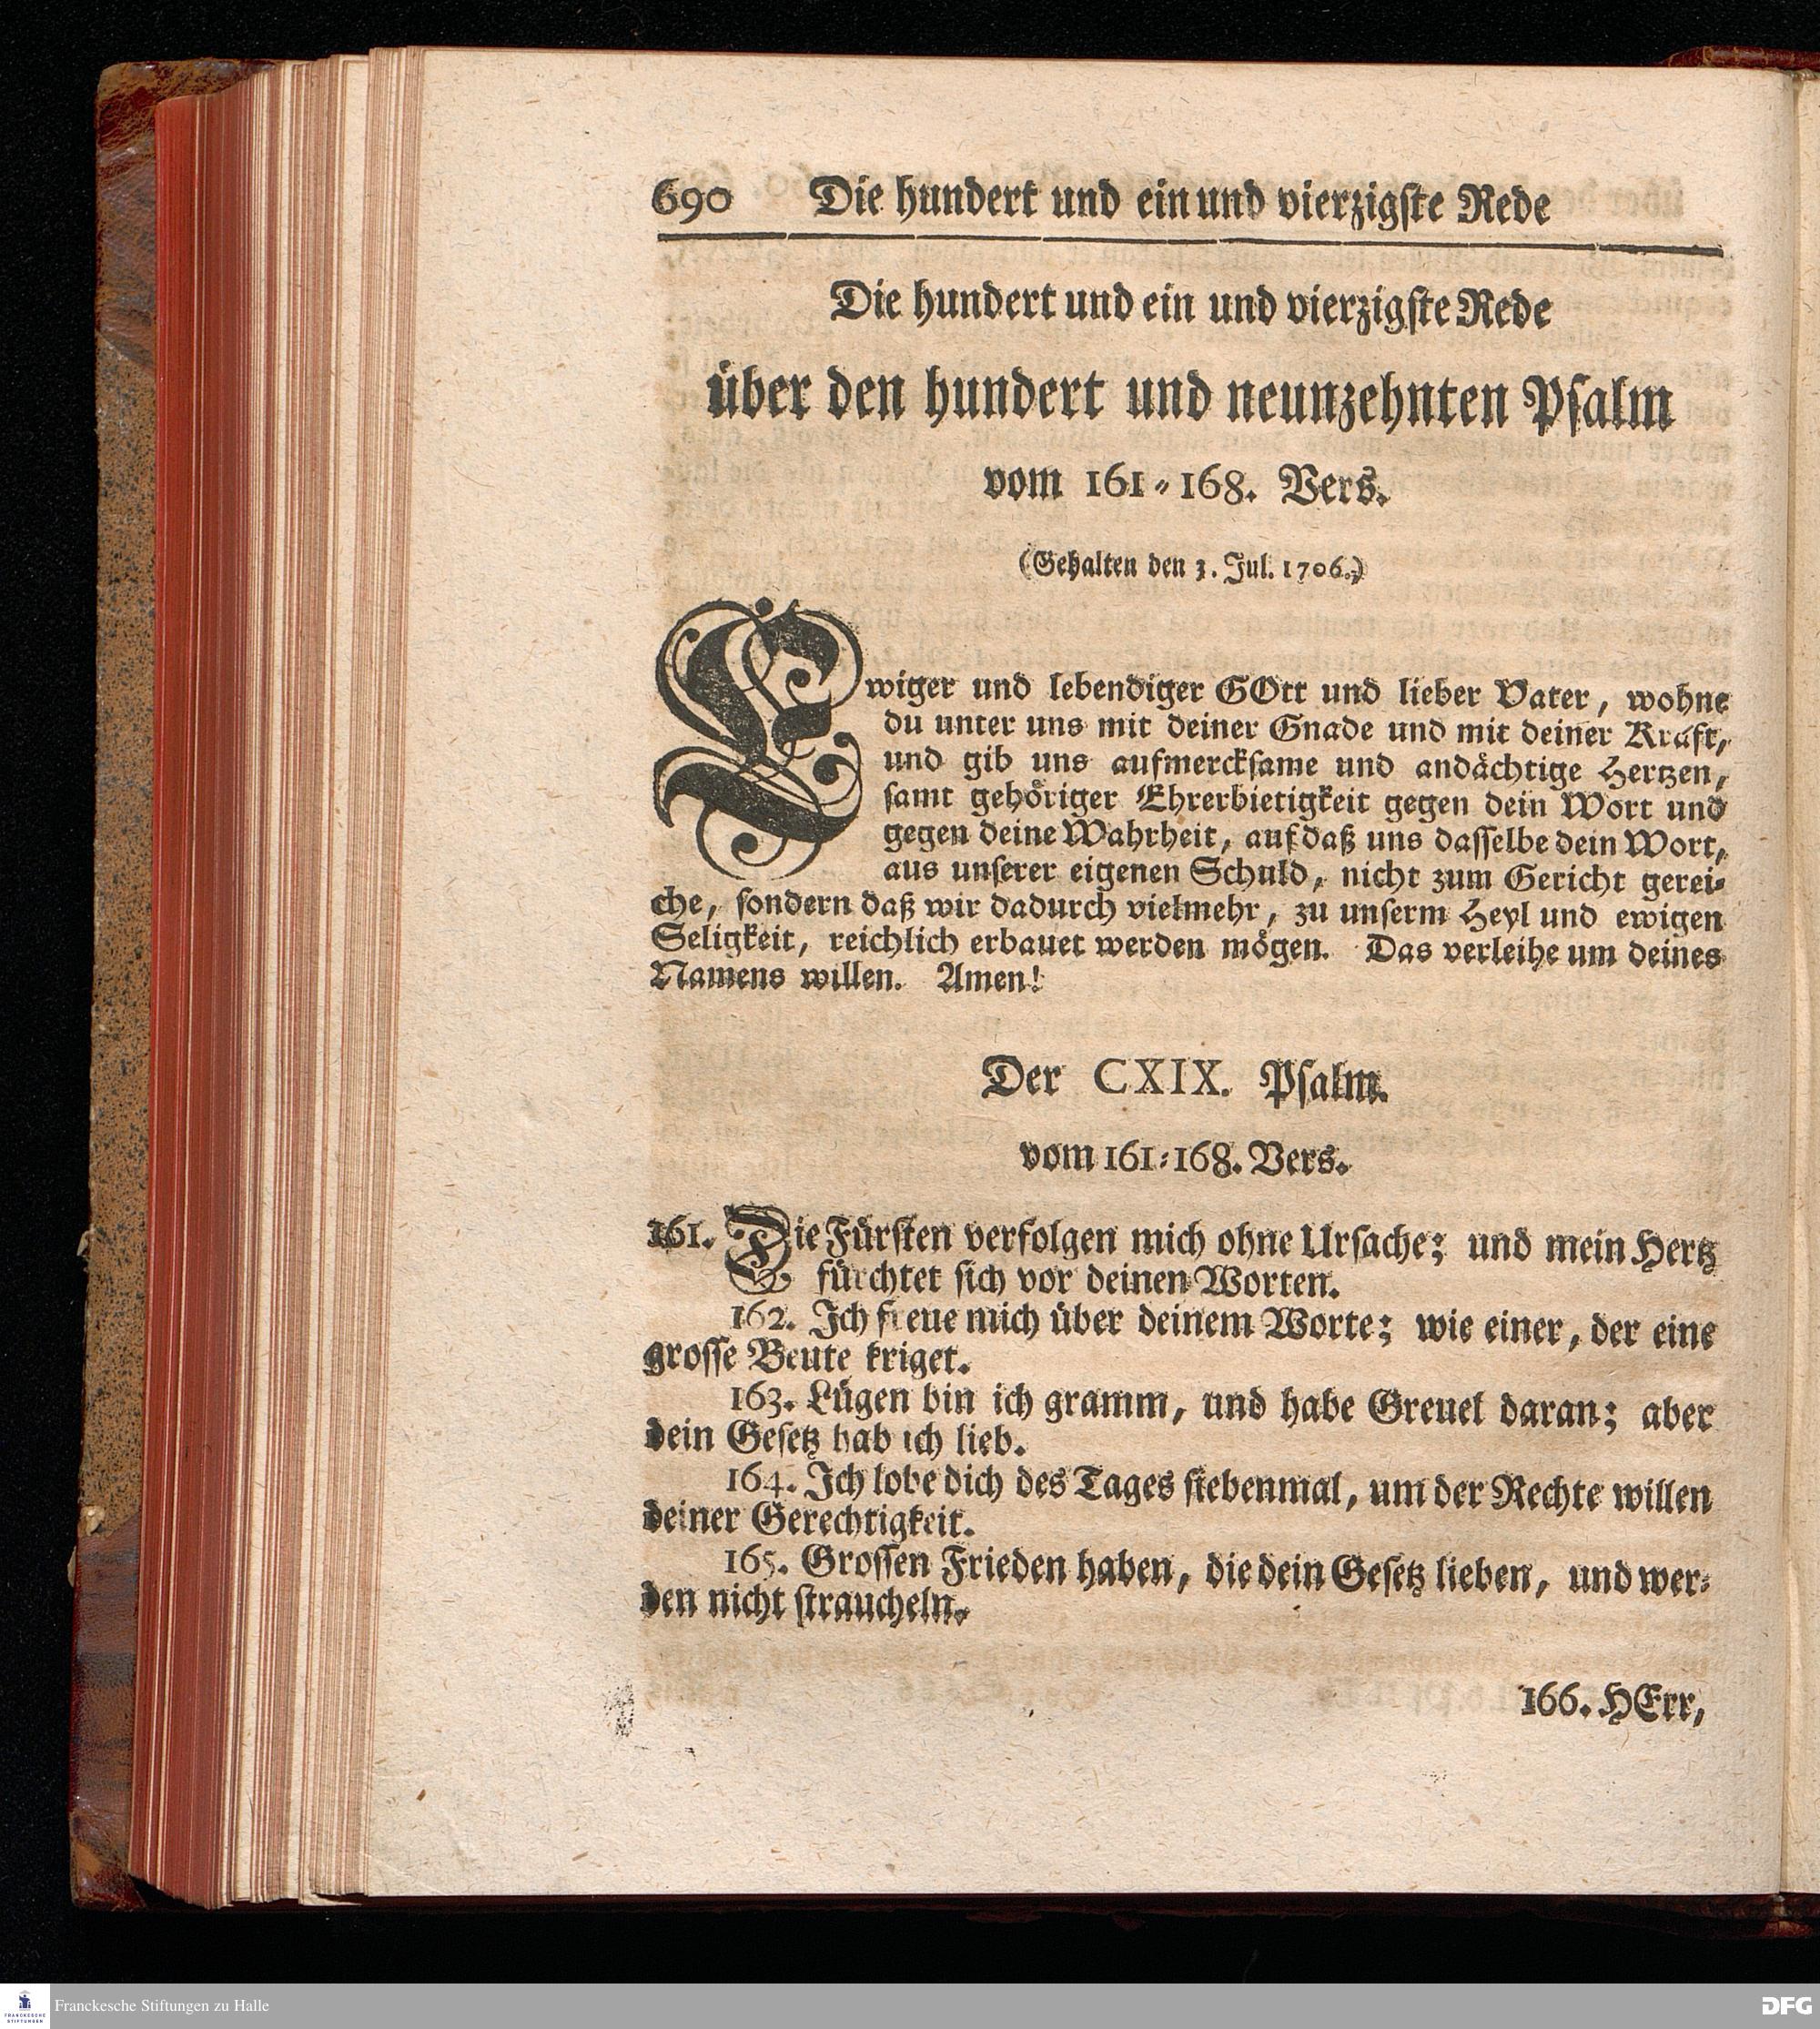 690 Die hundert und ein und vierzigste Rede
Die hundert und ein und vierzigste Rede
über den hundert und neunzehnten Psalm
vom 161-168. Vers.
(Gehalten den 3. Jul. 1706.)
Ewiger und lebendiger GOtt und lieber Vater, wohne
du unter uns mit deiner Gnade und mit deiner Kraft,
und gib uns aufmercksame und andächtige Hertzen,
samt gehöriger Ehrerbietigkeit gegen dein Wort und
gegen deine Wahrheit, auf daß uns dasselbe dein Wort,
aus unserer eigenen Schuld, nicht zum Gericht gerei-
che, sondern daß wir dadurch vielmehr, zu unserm Heyl und ewigen
Seligkeit, reichlich erbauet werden mögen. Das verleihe um deines
Namens willen. Amen!
Der CXIX. Psalm.
vom 161-168. Vers.
161. Die Fürsten verfolgen mich ohne Ursache; und mein Hertz
fürchtet sich vor deinen Worten.
162. Ich freue mich über deinem Worte; wie einer, der eine
grosse Beute kriget.
163. Lügen bin ich gramm, und habe Greuel daran; aber
dein Gesetz hab ich lieb.
164. Ich lobe dich des Tages siebenmal, um der Rechte willen
deiner Gerechtigkeit.
165. Grossen Frieden haben, die dein Gesetz lieben, und wer-
den nicht straucheln.
166. HErr,
FRANCKESCHE
STIFTUNGEN
Franckesche Stiftungen zu Halle
DFG